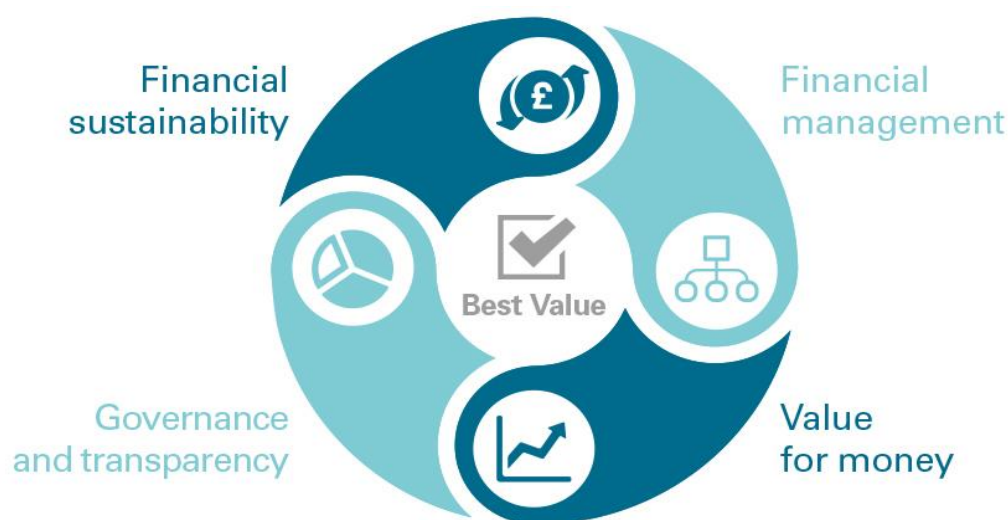 Financial
sustainability
£
Financial
management
Best Value
Governance
and transparency
Value
for money